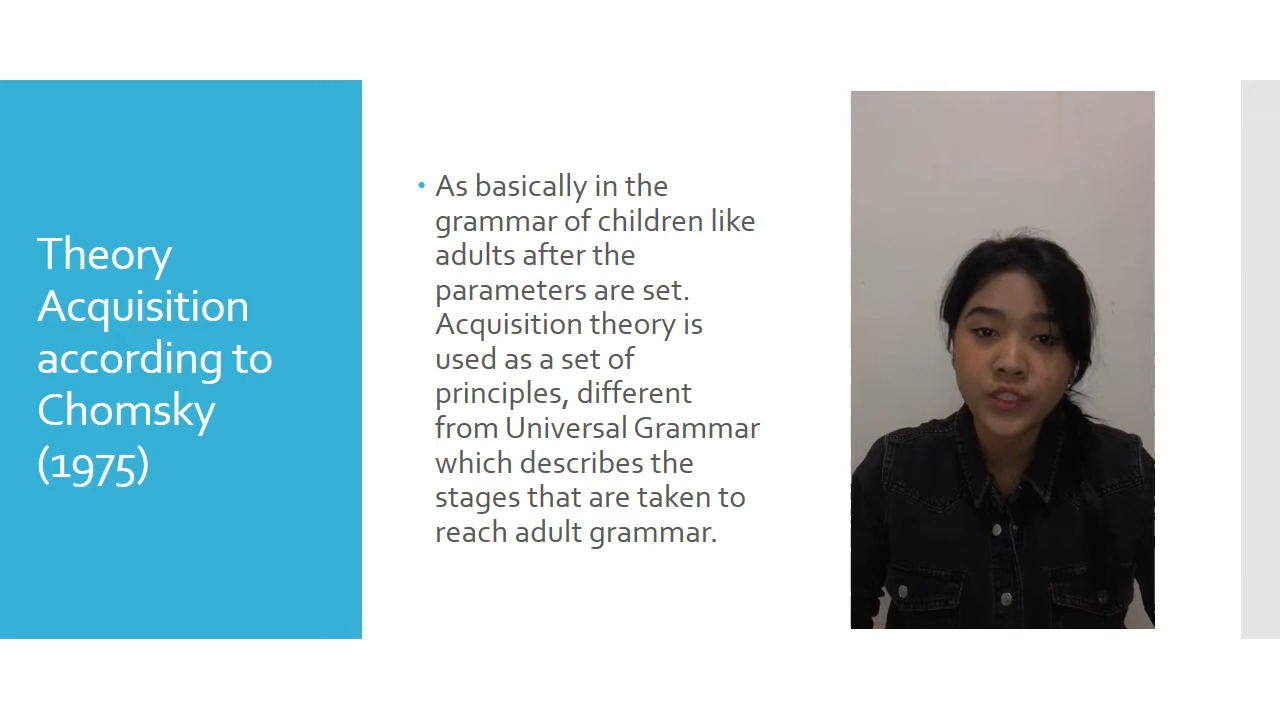 Theory
Acquisition
according to
Chomsky
(1975)
• As basically in the
grammar of children like
adults after the
parameters are set.
Acquisition theory is
used as a set of
principles, different
from Universal Grammar
which describes the
stages that are taken to
reach adult grammar.